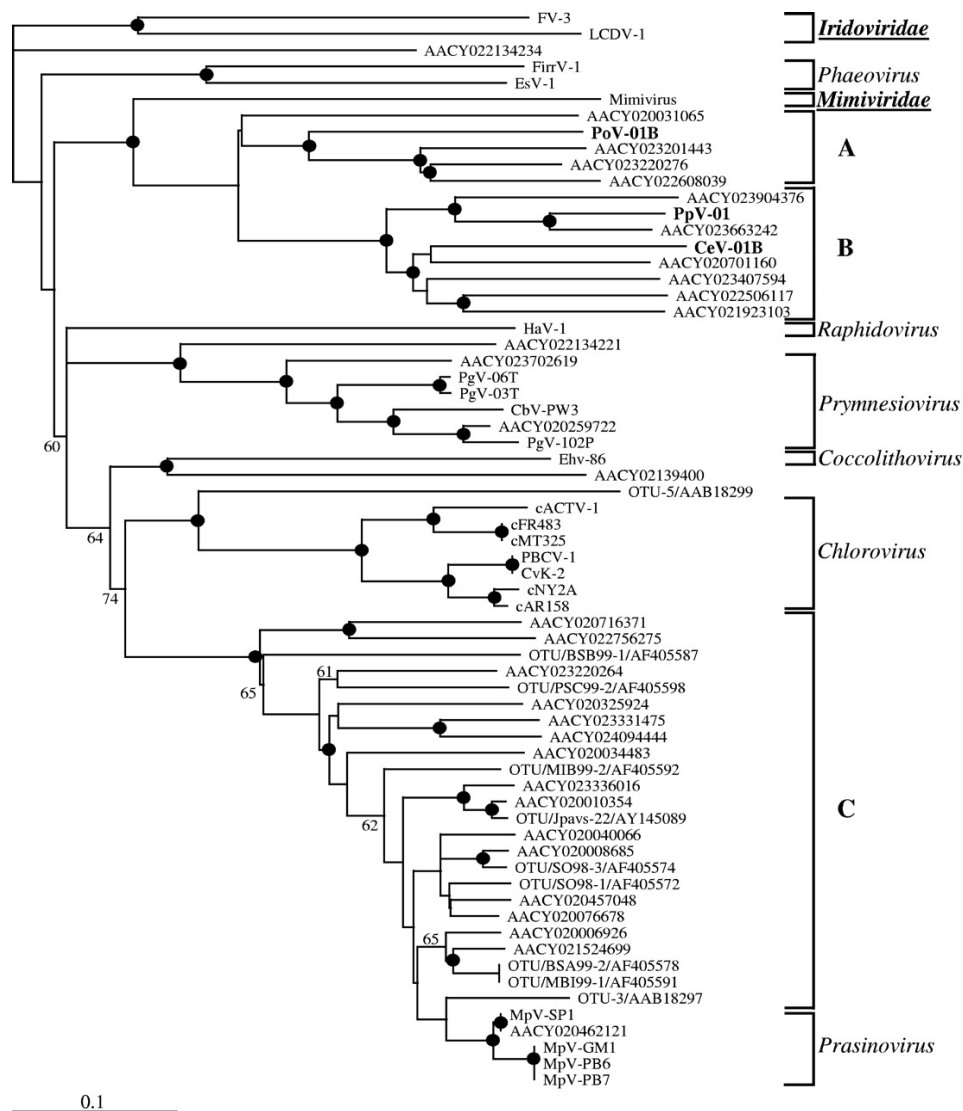 FV-3
LCDV-1
Iridoviridae
AACY022134234
FirrV-1
EsV-1
Phaeovirus
Mimivirus
Mimiviridae
AACY020031065
PoV-01B
AACY023201443
AACY023220276
AACY022608039
A
AACY023904376
PpV-01
AACY023663242
CeV-01B
AACY020701160
AACY023407594
AACY022506117
AACY021923103
B
HaV-1
Raphidovirus
AACY022134221
AACY023702619
PgV-06T
PgV-03T
CbV-PW3
AACY020259722
PgV-102P
Prymnesiovirus
60
Ehv-86
AACY02139400
Coccolithovirus
OTU-5/AAB18299
64
cACTV-1
cFR483
cMT325
PBCV-1
CvK-2
cNY2A
cAR158
Chlorovirus
74
AACY020716371
AACY022756275
OTU/BSB99-1/AF405587
65
61
AACY023220264
OTU/PSC99-2/AF405598
AACY020325924
AACY023331475
AACY024094444
AACY020034483
OTU/MIB99-2/AF405592
62
AACY023336016
AACY020010354
OTU/Jpavs-22/AY145089
AACY020040066
AACY020008685
OTU/SO98-3/AF405574
OTU/SO98-1/AF405572
AACY020457048
AACY020076678
65
AACY020006926
AACY021524699
OTU/BSA99-2/AF405578
OTU/MBI99-1/AF405591
OTU-3/AAB18297
C
MpV-SP1
AACY020462121
MpV-GM1
MpV-PB6
MpV-PB7
Prasinovirus
0.1